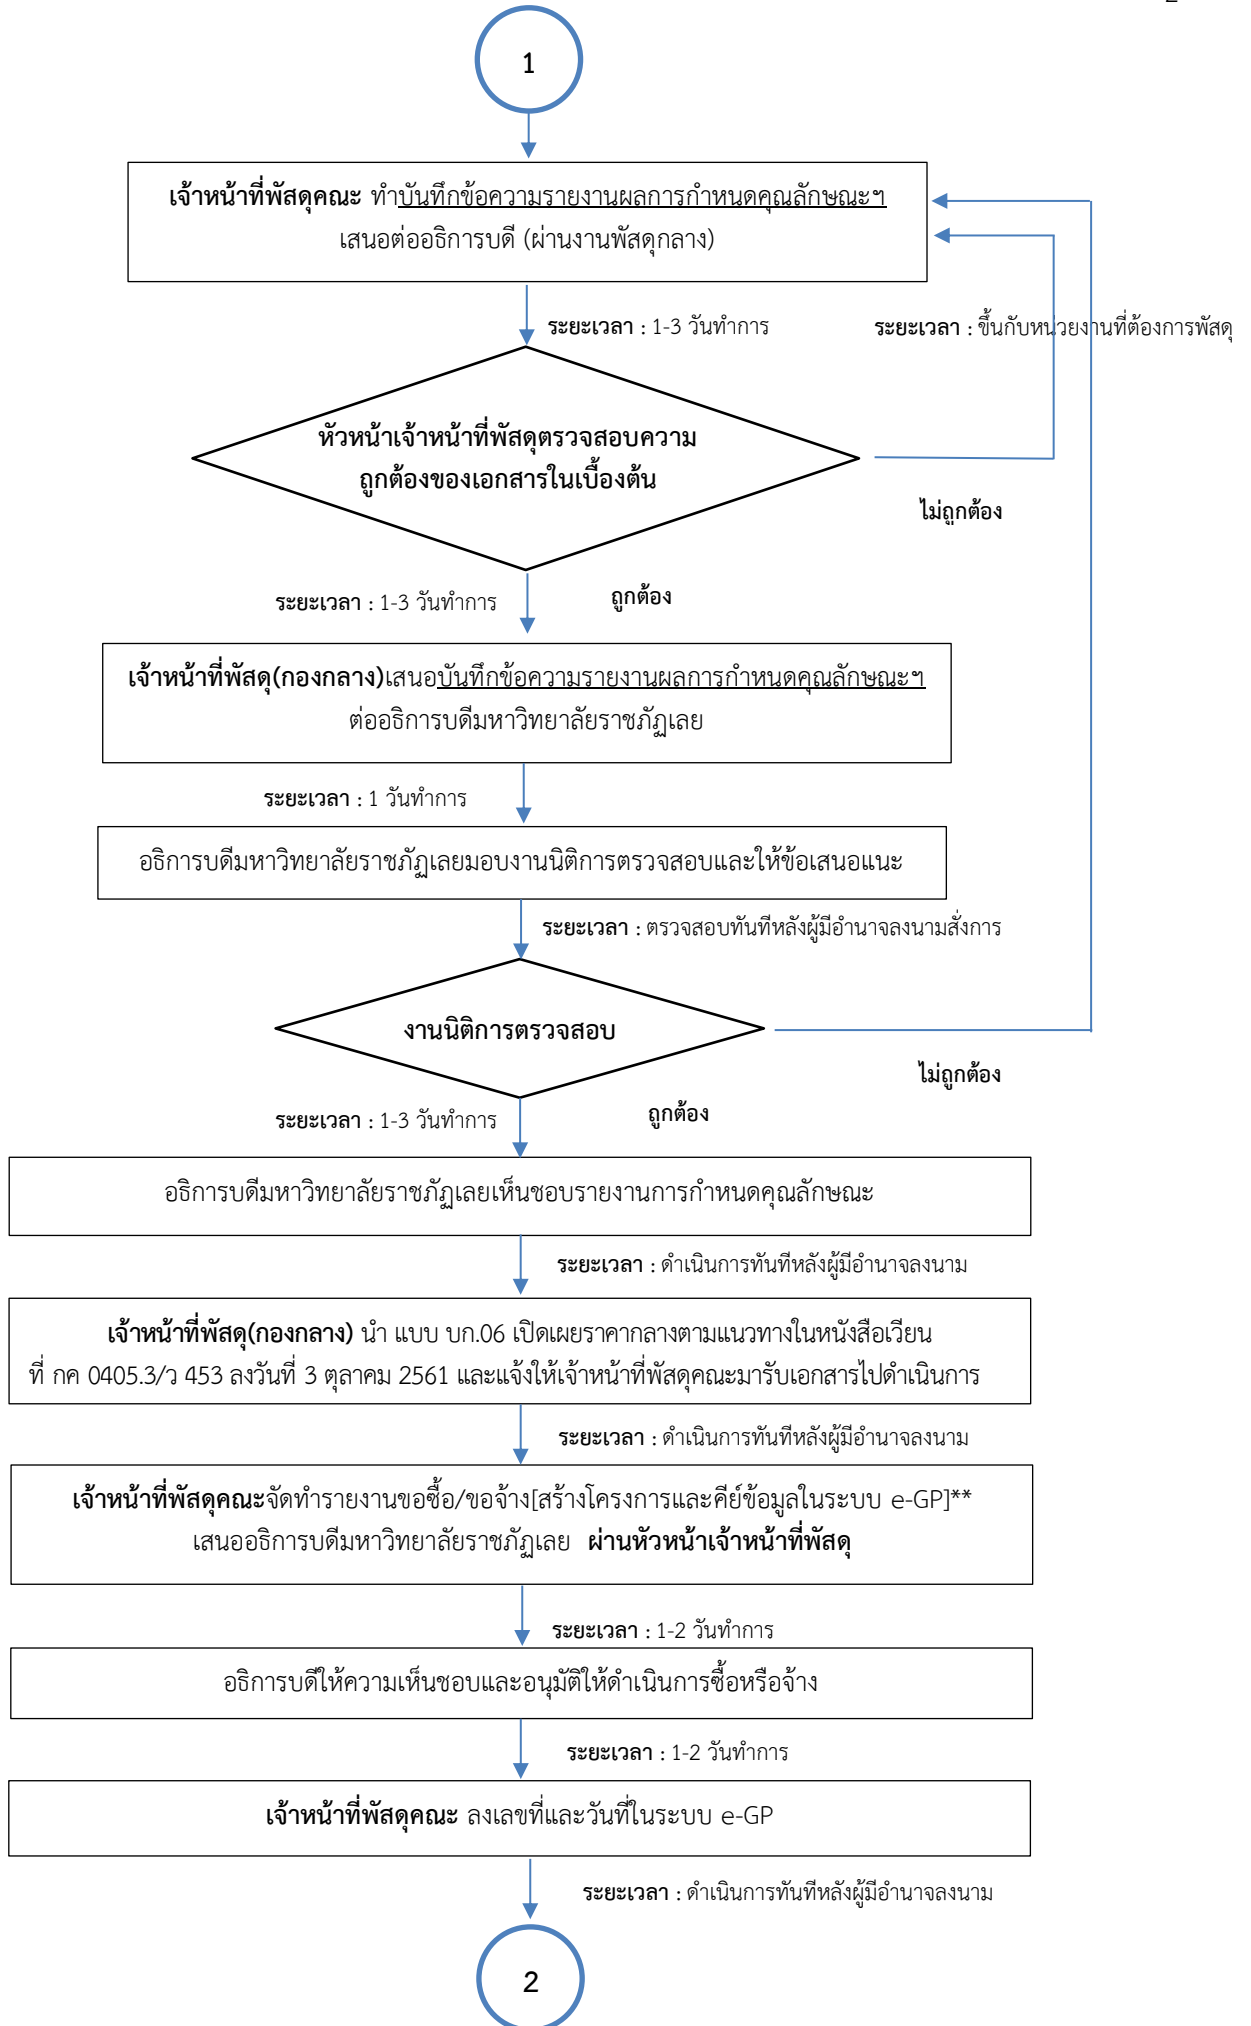 1
เจ้าหน้าที่พัสดุคณะ ทำบันทึกข้อความรายงานผลการกำหนดคุณลักษณะฯ
เสนอต่ออธิการบดี (ผ่านงานพัสดุกลาง)
ระยะเวลา : 1-3 วันทำการ
ระยะเวลา : ขึ้นกับหน่วยงานที่ต้องการพัสดุ
หัวหน้าเจ้าหน้าที่พัสดุตรวจสอบความ
ถูกต้องของเอกสารในเบื้องต้น
ไม่ถูกต้อง
ระยะเวลา : 1-3 วันทำการ
ถูกต้อง
เจ้าหน้าที่พัสดุ(กองกลาง)เสนอบันทึกข้อความรายงานผลการกำหนดคุณลักษณะฯ
ต่ออธิการบดีมหาวิทยาลัยราชภัฏเลย
ระยะเวลา : 1 วันทำการ
อธิการบดีมหาวิทยาลัยราชภัฏเลยมอบงานนิติการตรวจสอบและให้ข้อเสนอแนะ
ระยะเวลา : ตรวจสอบทันทีหลังผู้มีอำนาจลงนามสั่งการ
งานนิติการตรวจสอบ
ไม่ถูกต้อง
ระยะเวลา : 1-3 วันทำการ
ถูกต้อง
อธิการบดีมหาวิทยาลัยราชภัฏเลยเห็นชอบรายงานการกำหนดคุณลักษณะ
ระยะเวลา : ดำเนินการทันทีหลังผู้มีอำนาจลงนาม
เจ้าหน้าที่พัสดุ(กองกลาง) นำ แบบ บก.06 เปิดเผยราคากลางตามแนวทางในหนังสือเวียน
ที่ กค 0405.3/ว 453 ลงวันที่ 3 ตุลาคม 2561 และแจ้งให้เจ้าหน้าที่พัสดุคณะมารับเอกสารไปดำเนินการ
ระยะเวลา : ดำเนินการทันทีหลังผู้มีอำนาจลงนาม
เจ้าหน้าที่พัสดุคณะจัดทำรายงานขอซื้อ/ขอจ้าง[สร้างโครงการและคีย์ข้อมูลในระบบ e-GP]**
เสนออธิการบดีมหาวิทยาลัยราชภัฏเลย ผ่านหัวหน้าเจ้าหน้าที่พัสดุ
ระยะเวลา : 1-2 วันทำการ
อธิการบดีให้ความเห็นชอบและอนุมัติให้ดำเนินการซื้อหรือจ้าง
ระยะเวลา : 1-2 วันทำการ
เจ้าหน้าที่พัสดุคณะ ลงเลขที่และวันที่ในระบบ e-GP
ระยะเวลา : ดำเนินการทันทีหลังผู้มีอำนาจลงนาม
2